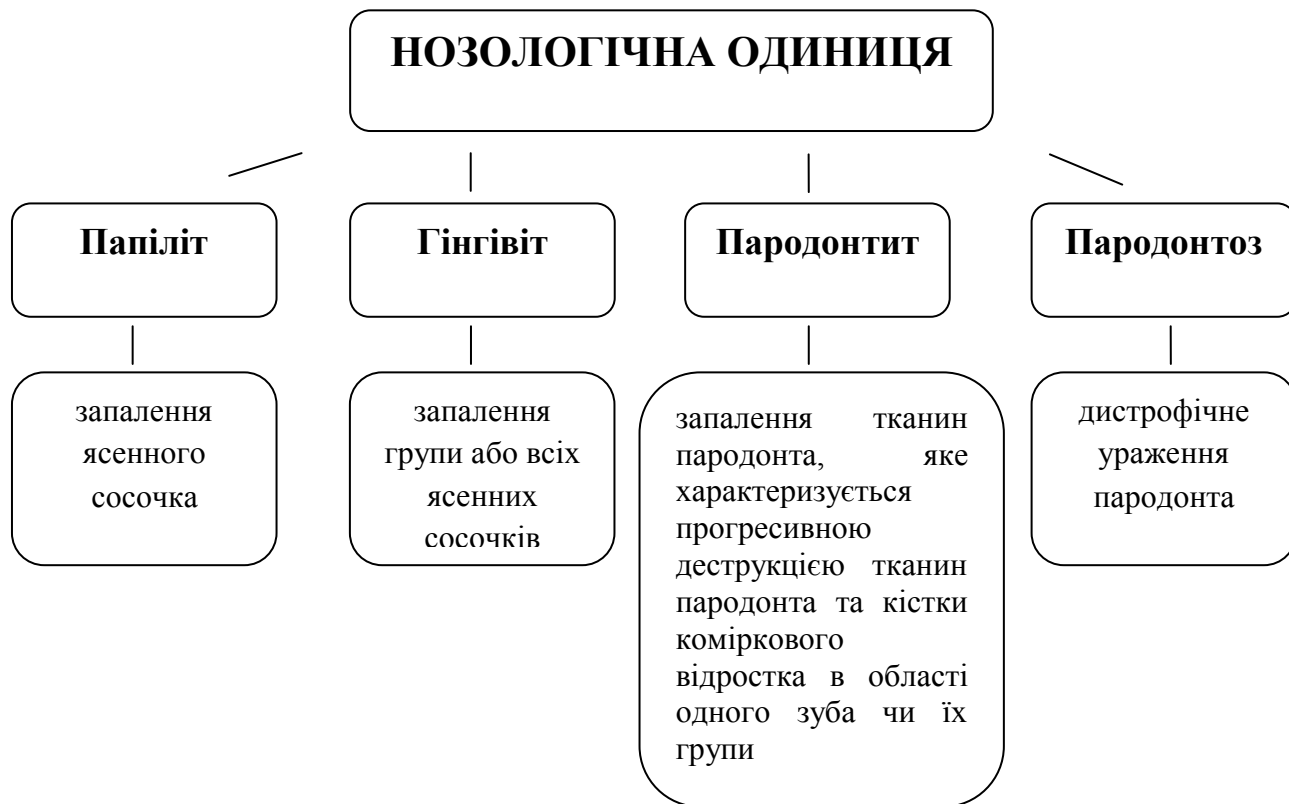 НОЗОЛОГІЧНА ОДИНИЦЯ
Папіліт
Гінгівіт
Пародонтит
Пародонтоз
запалення
ясенного
сосочка
запалення
групи або всіх
ясенних
сосочків
запалення тканин
пародонта, яке
характеризується
прогресивною
деструкцією тканин
пародонта та кістки
коміркового
відростка в області
одного зуба чи їх
групи
дистрофічне
ураження
пародонта